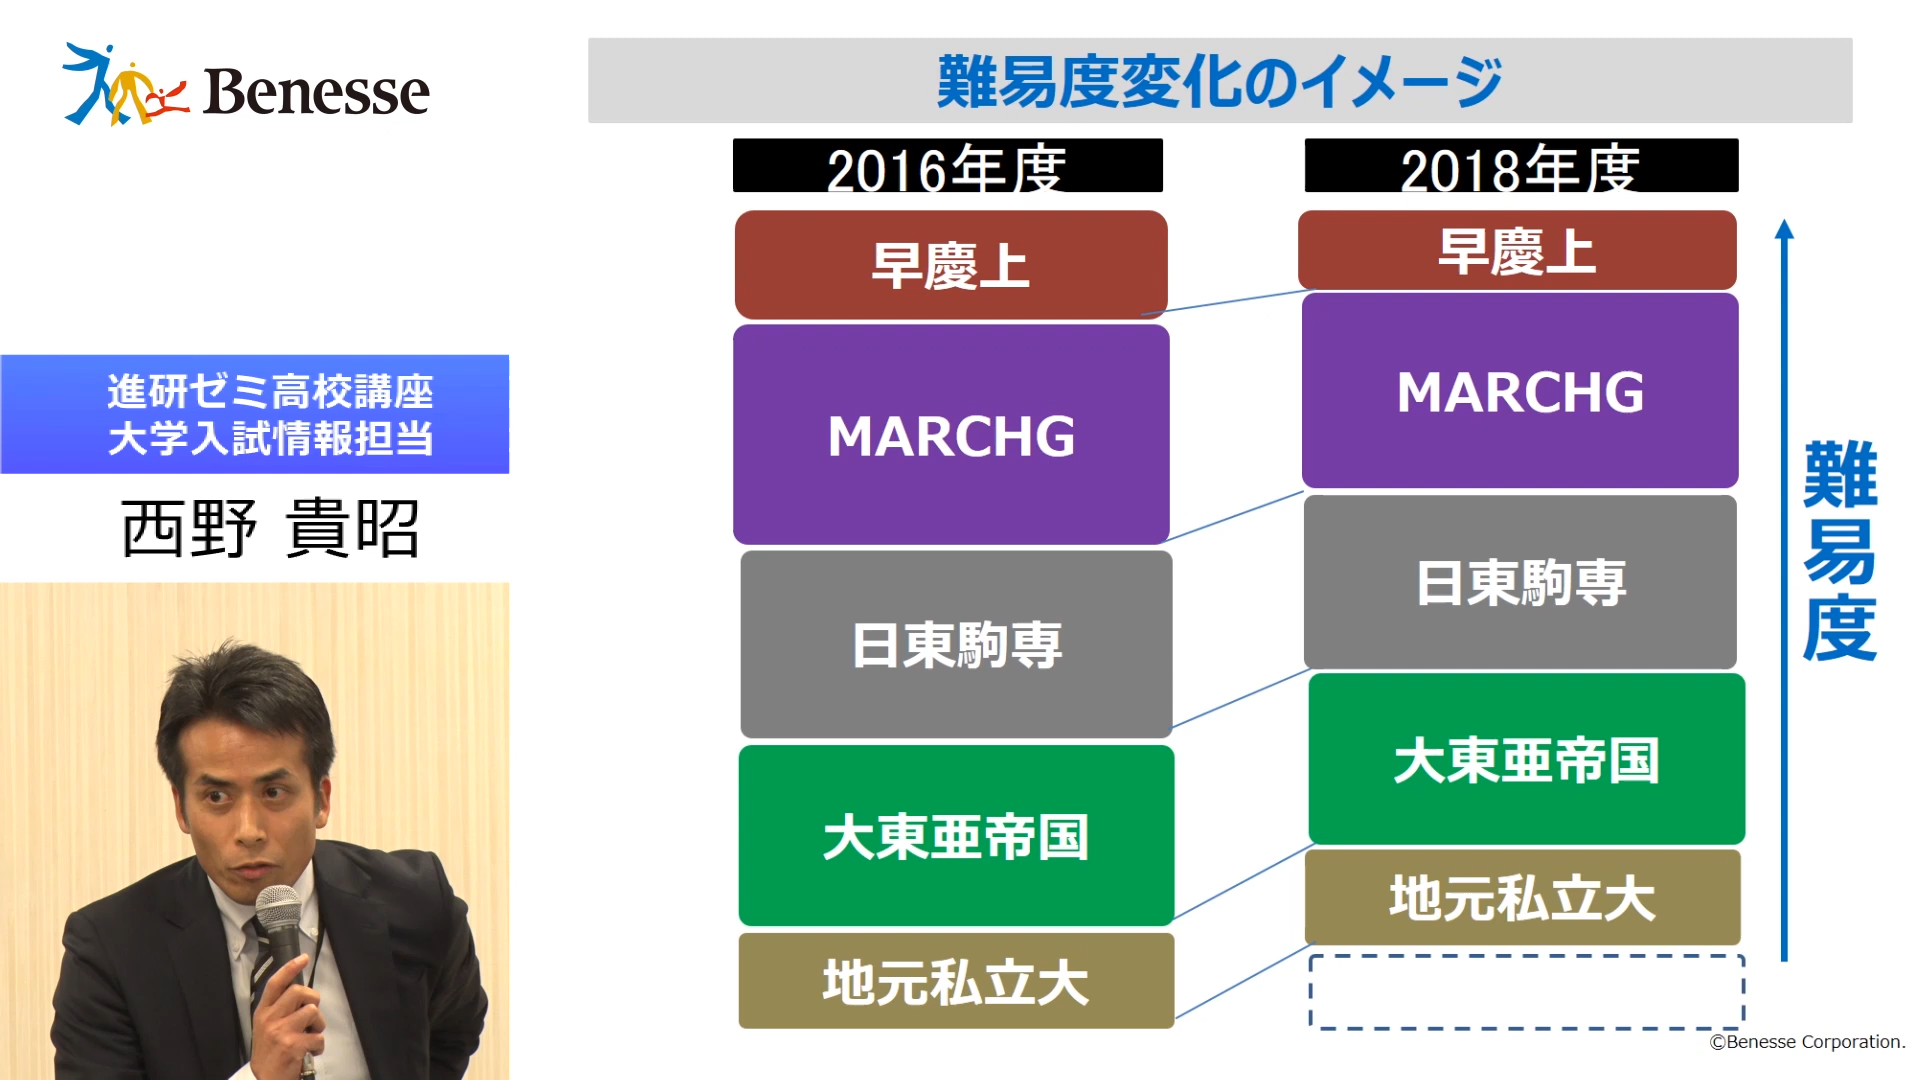 Benesse
難易度変化のイメージ
進研ゼミ高校講座
大学入試情報担当
西野 貴昭
2016年度
早慶上
MARCHG
日東駒専
大東亜帝国
地元私立大
2018年度
早慶上
MARCHG
日東駒専
大東亜帝国
地元私立大
難易度
©Benesse Corporation.